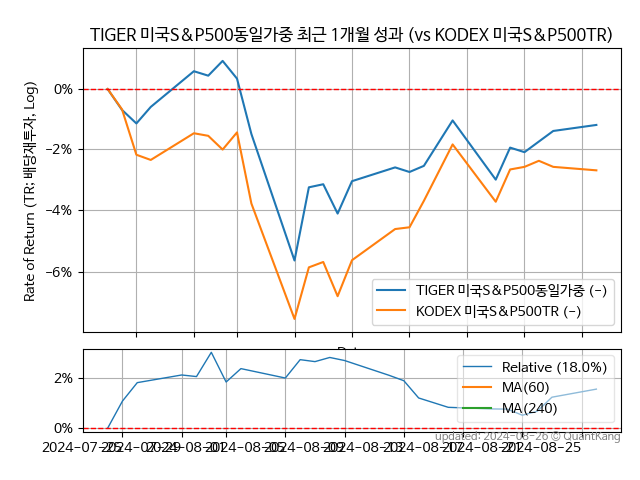 TIGER 미국S&P500동일가중 최근 1개월 성과 (vs KODEX 미국S&P500TR)
Rate of Return (TR: 배당재투자, Log)
0%
−2%
−4%
−6%
TIGER 미국S&P500동일가중 (-)
KODEX 미국S&P500TR (-)
2%
0%
Relative (18.0%)
MA(60)
MA(240)
updated: 2024-08-26 © QuantKang
2024-07-25
2024-08-25